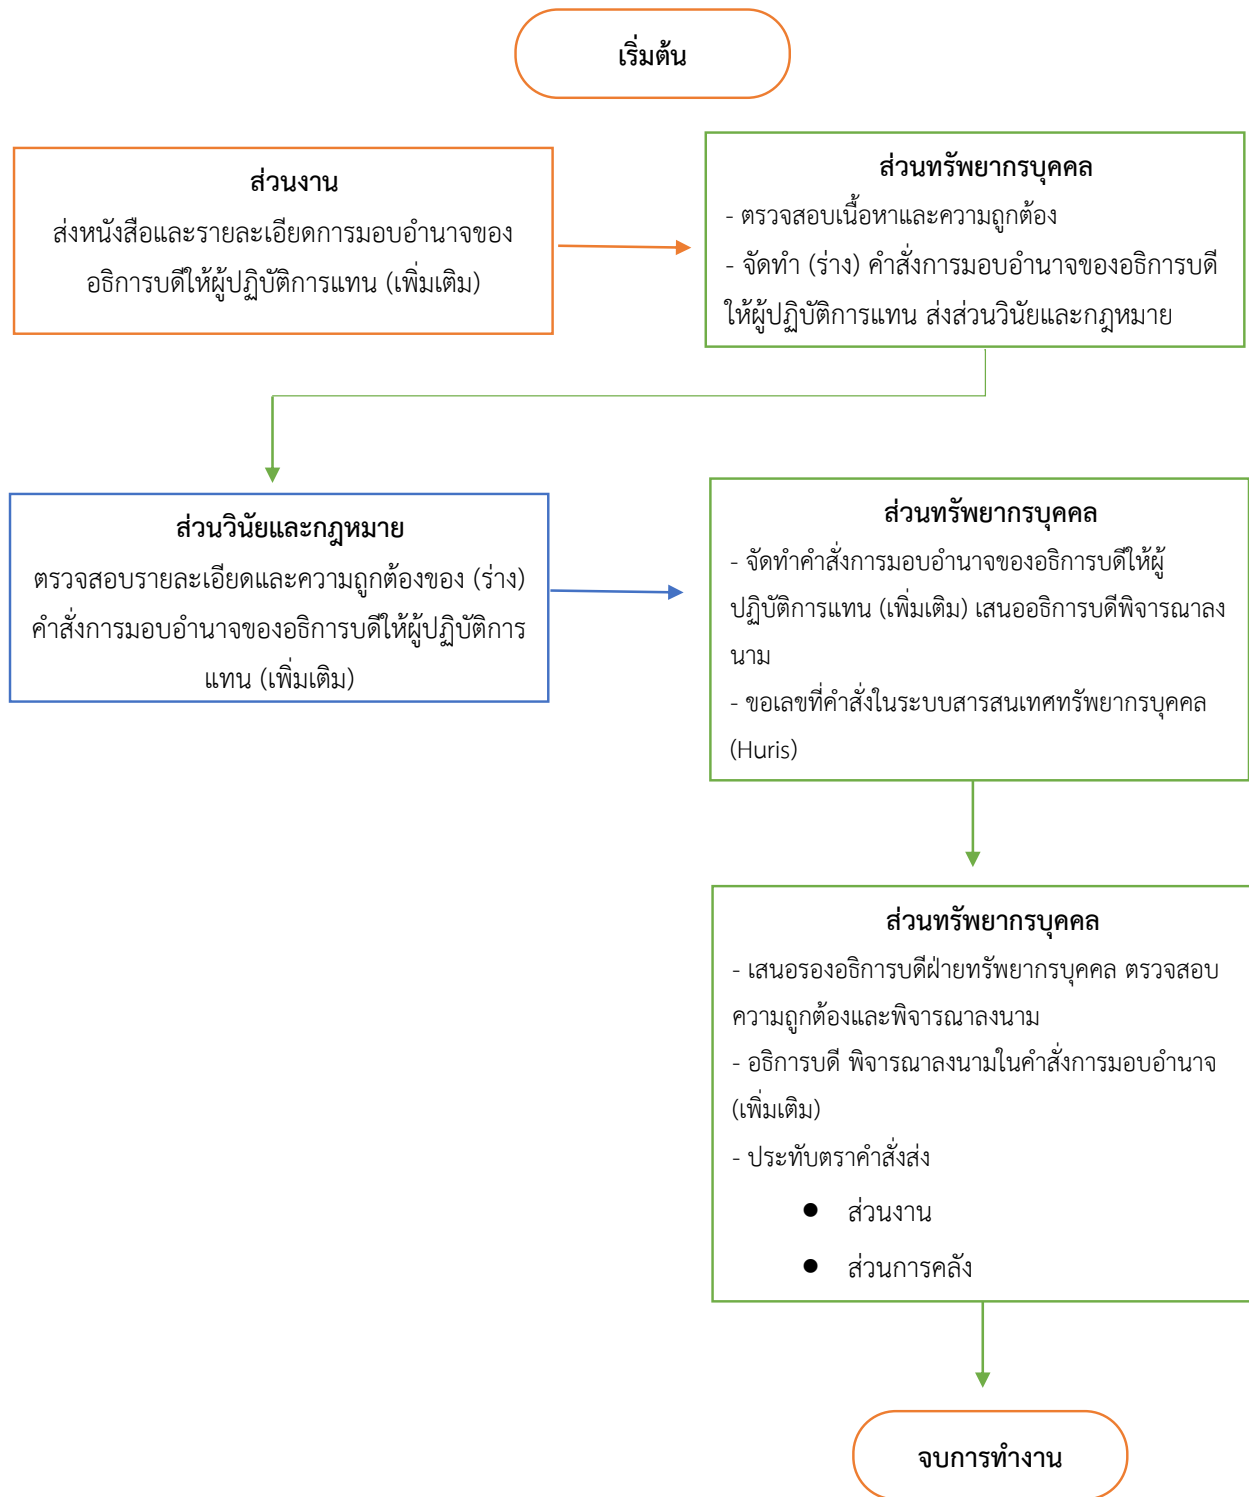 เริ่มต้น
ส่วนงาน
ส่งหนังสือและรายละเอียดการมอบอำนาจของ
อธิการบดีให้ผู้ปฏิบัติการแทน (เพิ่มเติม)
ส่วนทรัพยากรบุคคล
- ตรวจสอบเนื้อหาและความถูกต้อง
- จัดทำ (ร่าง) คำสั่งการมอบอำนาจของอธิการบดี
ให้ผู้ปฏิบัติการแทน ส่งส่วนวินัยและกฎหมาย
ส่วนวินัยและกฎหมาย
ตรวจสอบรายละเอียดและความถูกต้องของ (ร่าง)
คำสั่งการมอบอำนาจของอธิการบดีให้ผู้ปฏิบัติการ
แทน (เพิ่มเติม)
ส่วนทรัพยากรบุคคล
- จัดทำคำสั่งการมอบอำนาจของอธิการบดีให้ผู้
ปฏิบัติการแทน (เพิ่มเติม) เสนออธิการบดีพิจารณาลง
นาม
- ขอเลขที่คำสั่งในระบบสารสนเทศทรัพยากรบุคคล
(Huris)
ส่วนทรัพยากรบุคคล
- เสนอรองอธิการบดีฝ่ายทรัพยากรบุคคล ตรวจสอบ
ความถูกต้องและพิจารณาลงนาม
- อธิการบดี พิจารณาลงนามในคำสั่งการมอบอำนาจ
(เพิ่มเติม)
- ประทับตราคำสั่งส่ง
● ส่วนงาน
● ส่วนการคลัง
จบการทำงาน